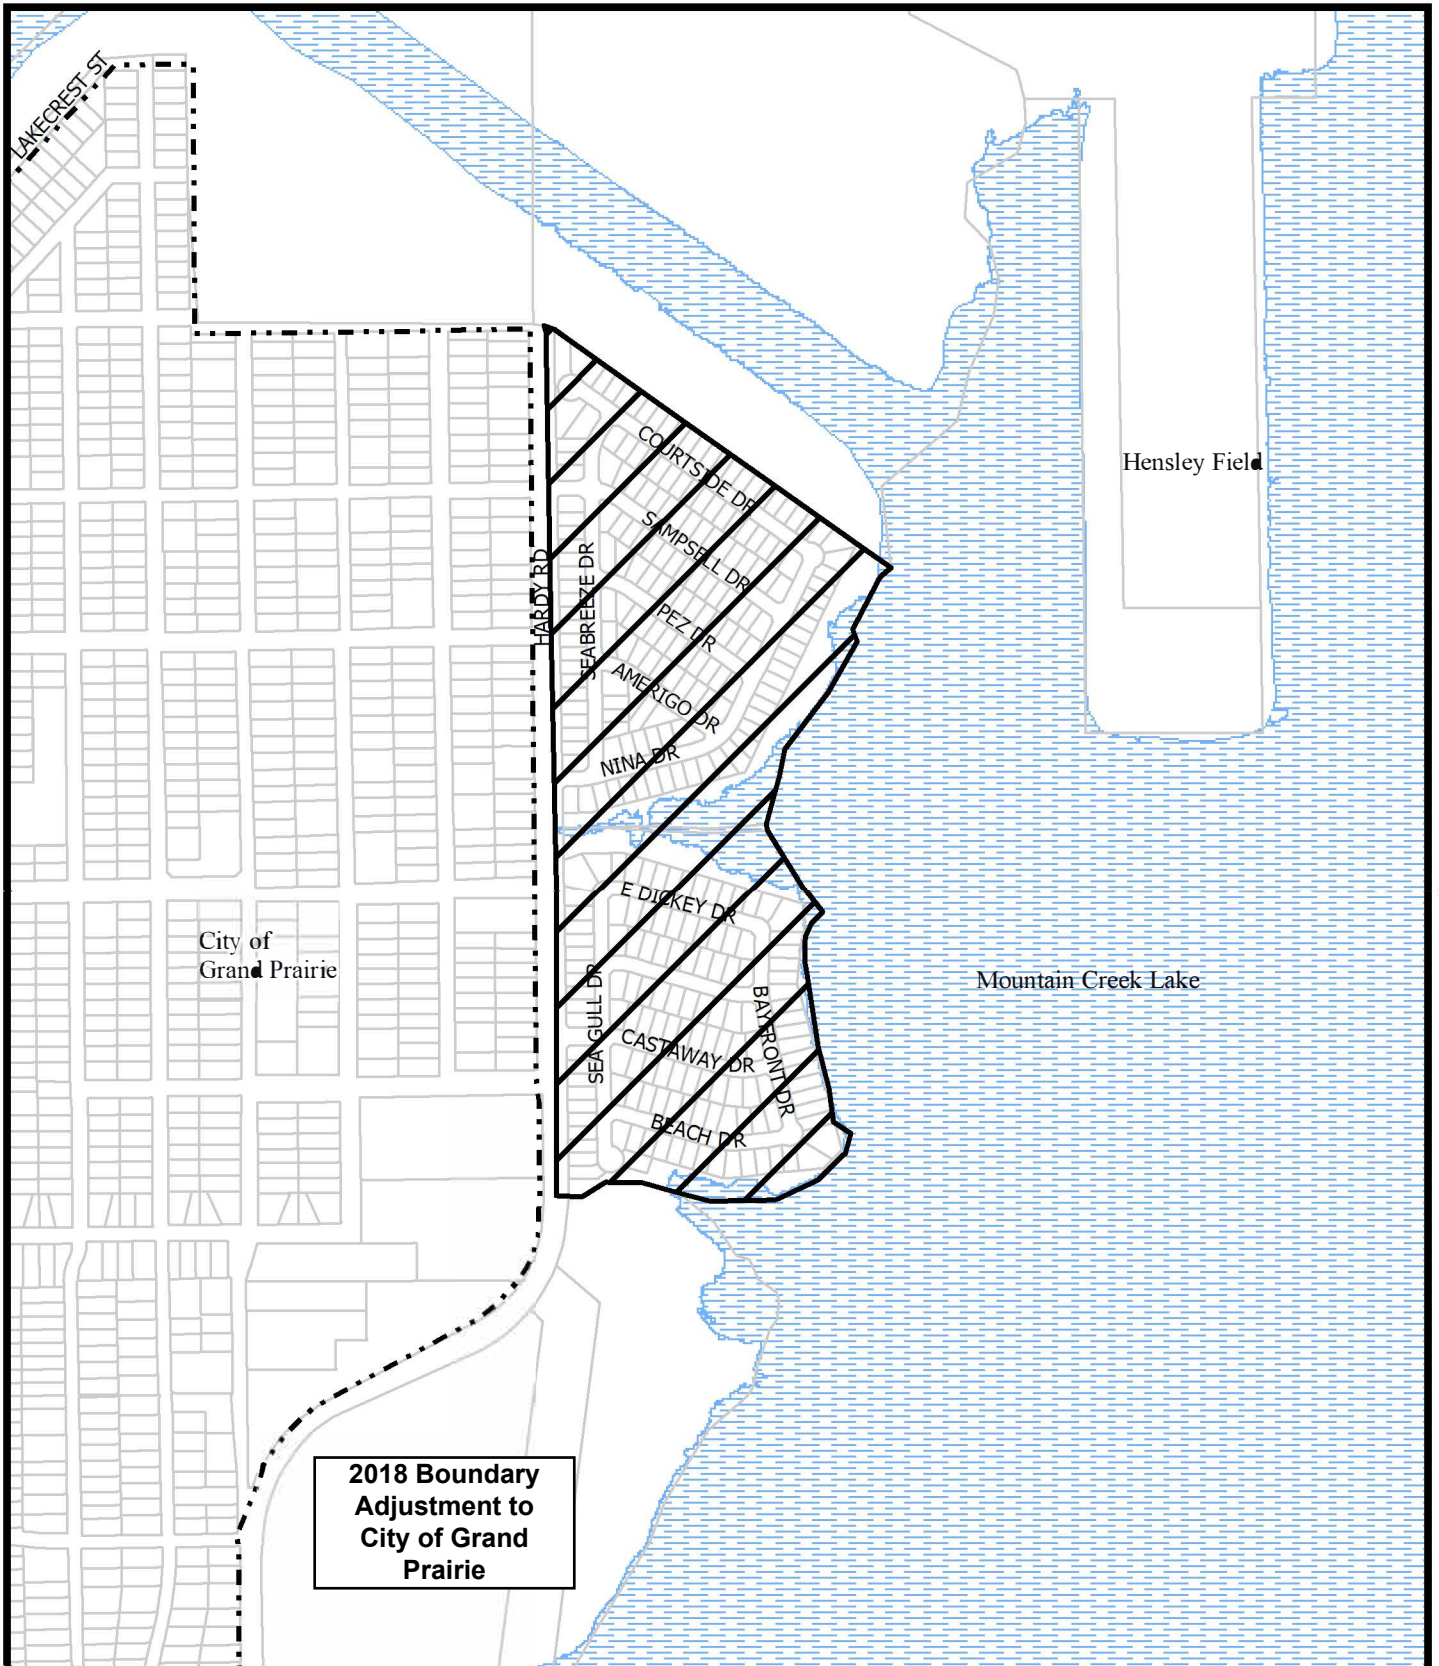 LAKECREST ST
COURTSIDE DR
Hensley Field
SAMPSELL DR
HARDY RD
SEABREEZE DR
PEZ DR
AMERIGO DR
NINA DR
E DICKEY DR
City of
Grand Prairie
Mountain Creek Lake
SEA GULL DR
BAYFRONT DR
CASTAWAY DR
BEACH DR
2018 Boundary
Adjustment to
City of Grand
Prairie